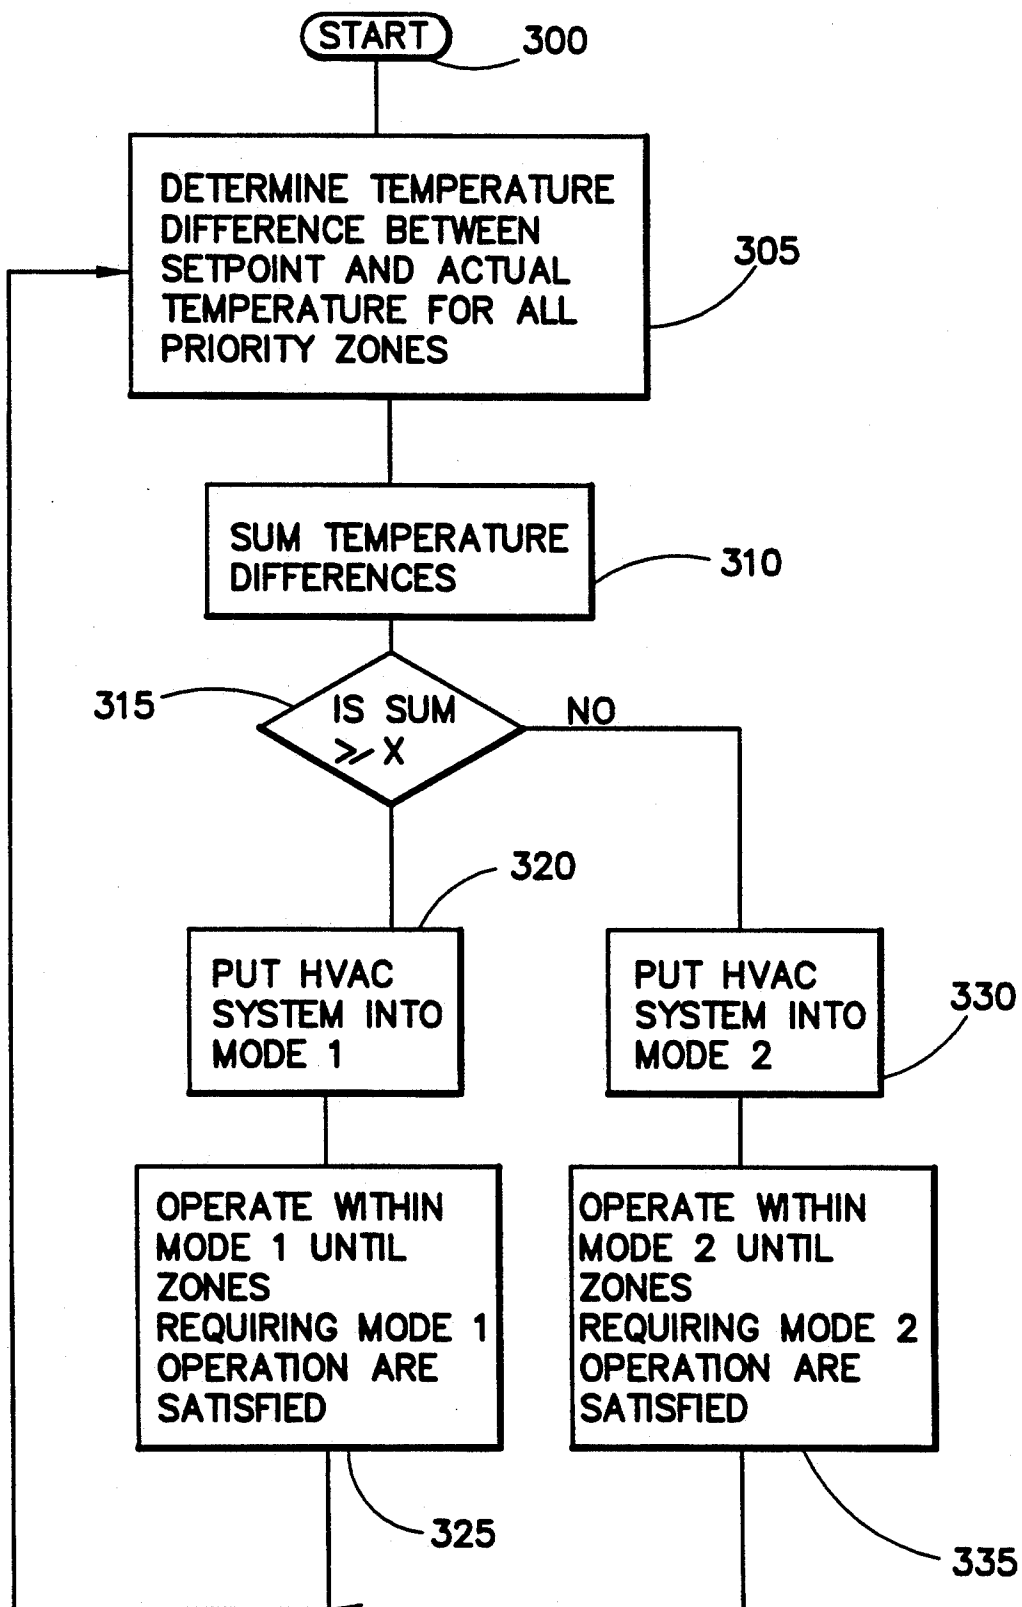 START
300
DETERMINE TEMPERATURE
DIFFERENCE BETWEEN
SETPOINT AND ACTUAL
TEMPERATURE FOR ALL
PRIORITY ZONES
305
SUM TEMPERATURE
DIFFERENCES
310
315
IS SUM
⩾ X
NO
320
PUT HVAC
SYSTEM INTO
MODE 1
PUT HVAC
SYSTEM INTO
MODE 2
330
OPERATE WITHIN
MODE 1 UNTIL
ZONES
REQUIRING MODE 1
OPERATION ARE
SATISFIED
325
OPERATE WITHIN
MODE 2 UNTIL
ZONES
REQUIRING MODE 2
OPERATION ARE
SATISFIED
335